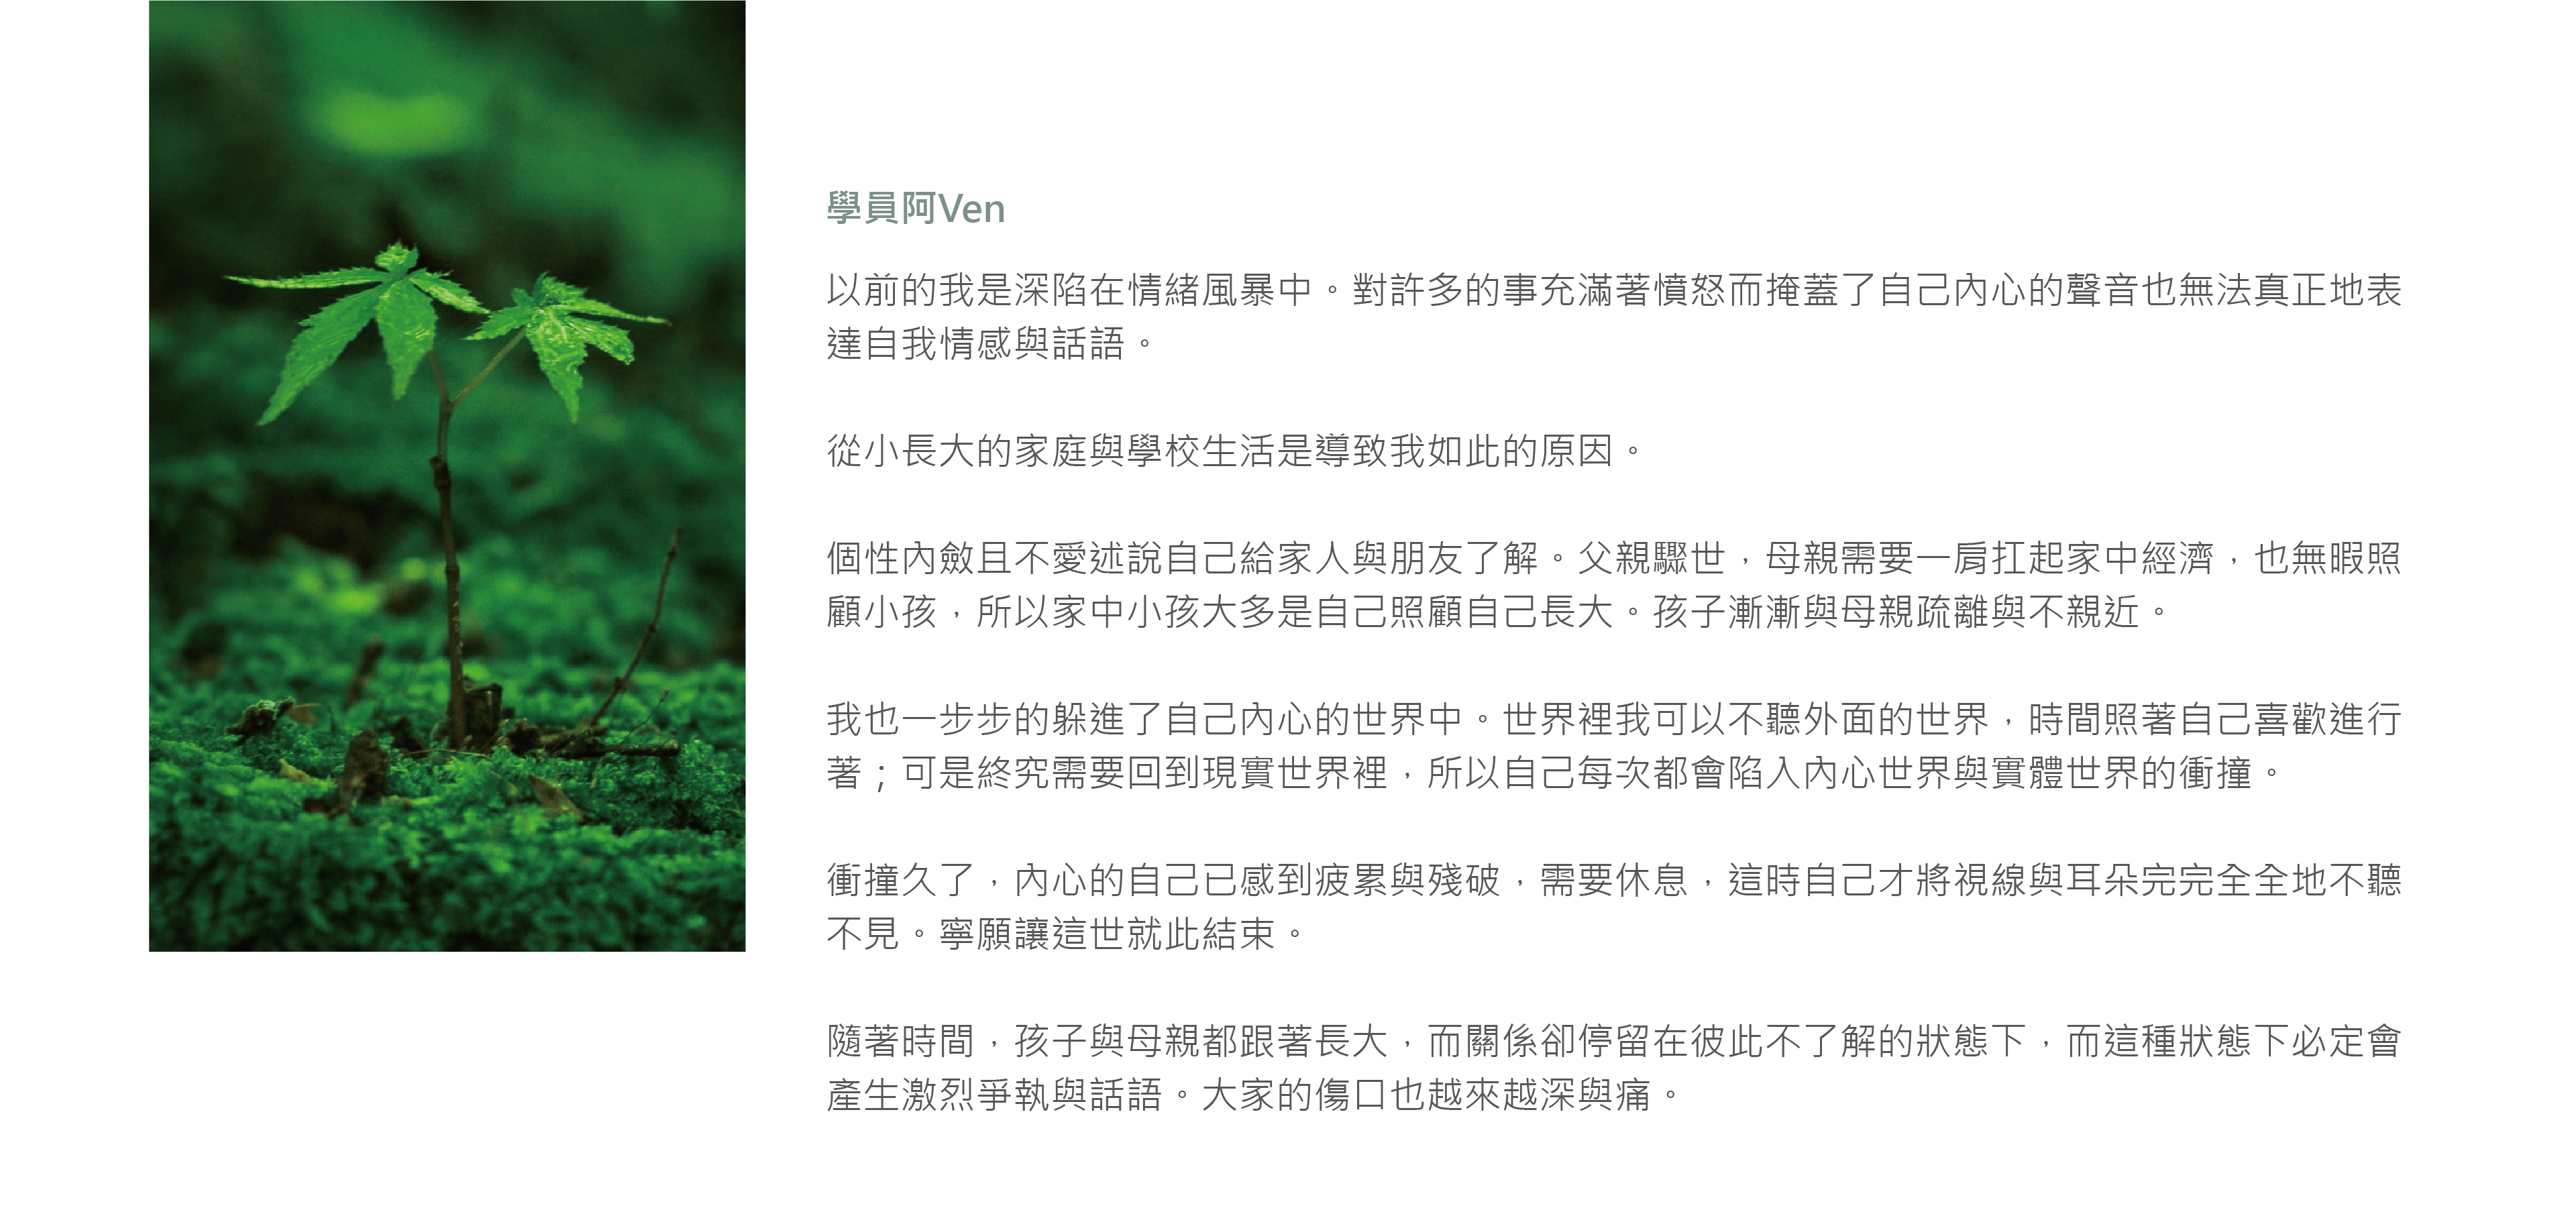 學員阿Ven
以前的我是深陷在情緒風暴中。對許多的事充滿著憤怒而掩蓋了自己內心的聲音也無法真正地表
達自我情感與話語。
從小長大的家庭與學校生活是導致我如此的原因。
個性內斂且不愛述說自己給家人與朋友了解。父親驟世，母親需要一肩扛起家中經濟，也無暇照
顧小孩，所以家中小孩大多是自己照顧自己長大。孩子漸漸與母親疏離與不親近。
我也一步步的躲進了自己內心的世界中。世界裡我可以不聽外面的世界，時間照著自己喜歡進行
著；可是終究需要回到現實世界裡，所以自己每次都會陷入內心世界與實體世界的衝撞。
衝撞久了，內心的自己已感到疲累與殘破，需要休息，這時自己才將視線與耳朵完完全全地不聽
不見。寧願讓這世就此結束。
隨著時間，孩子與母親都跟著長大，而關係卻停留在彼此不了解的狀態下，而這種狀態下必定會
產生激烈爭執與話語。大家的傷口也越來越深與痛。